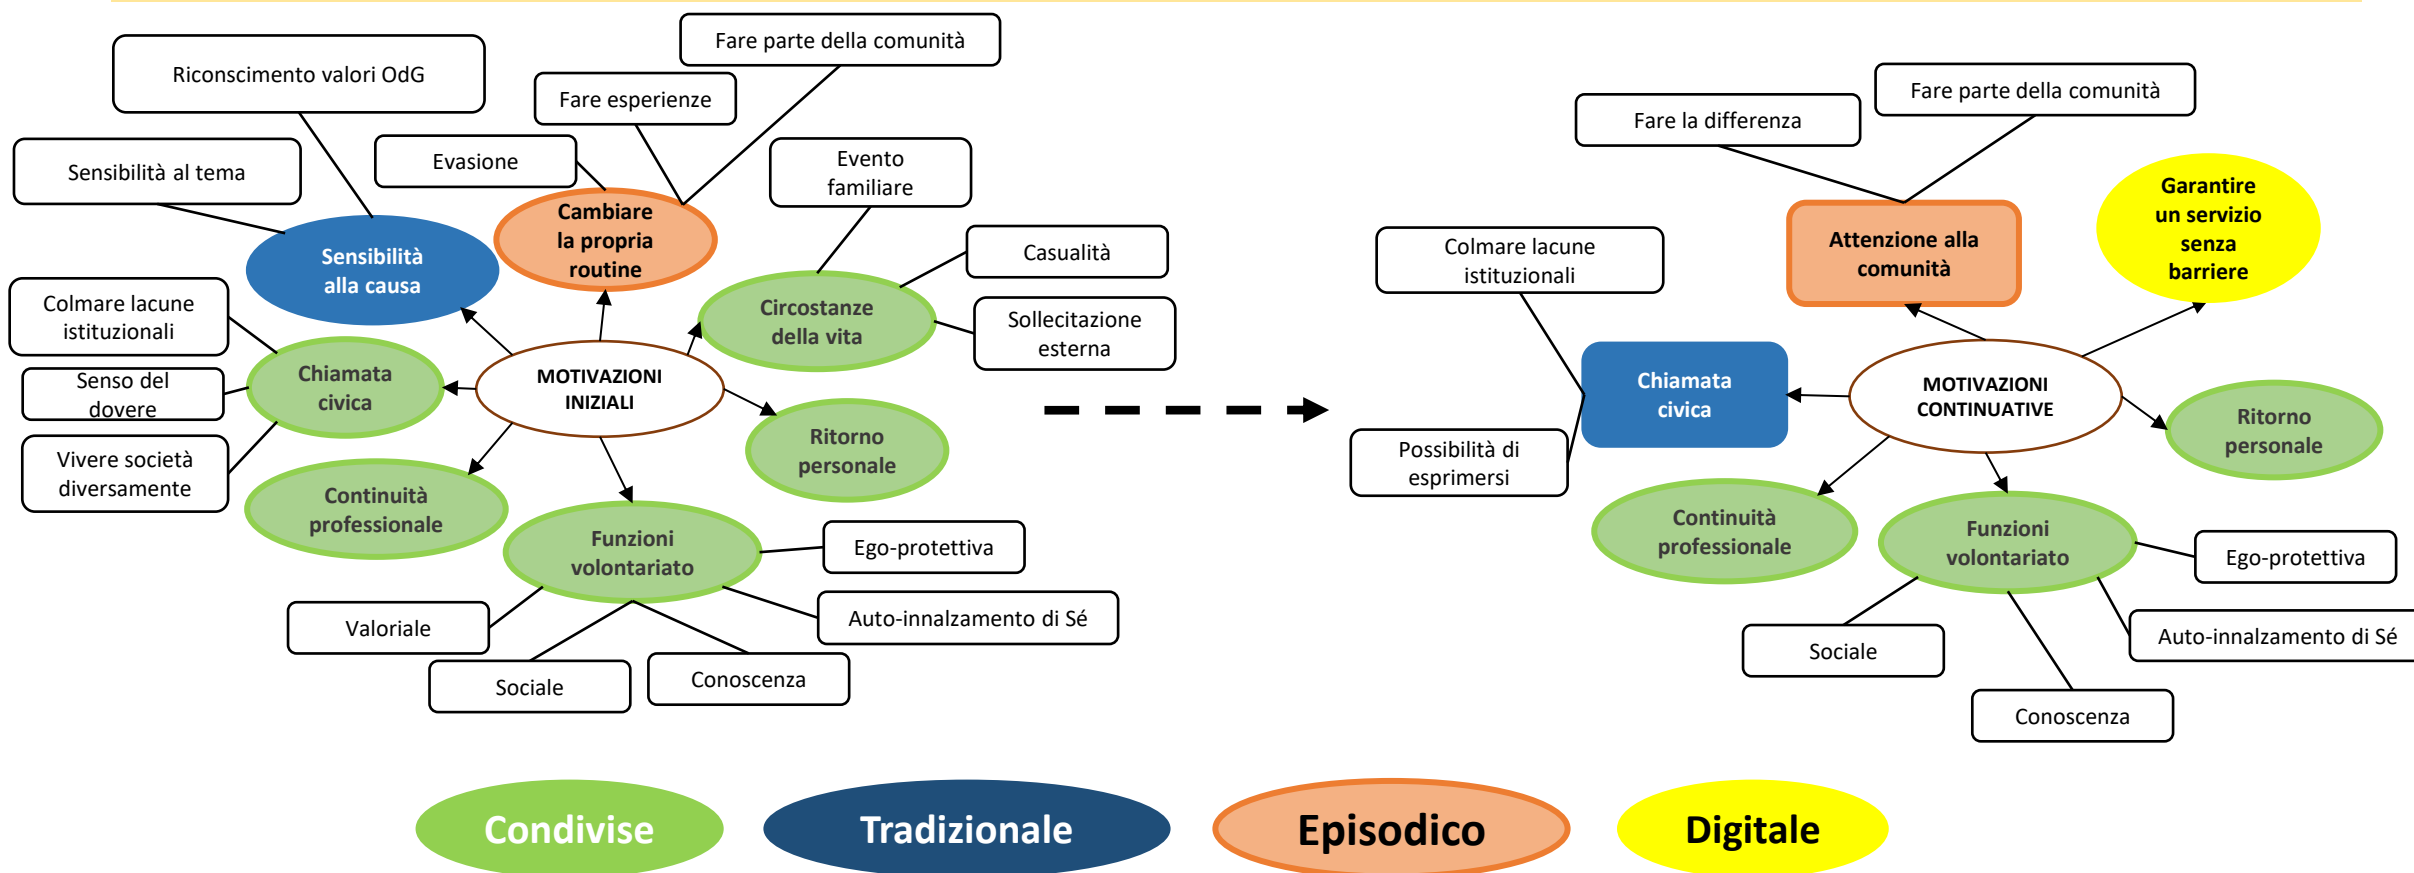 Riconscimento valori OdG
Fare parte della comunità
Fare esperienze
Sensibilità al tema
Evasione
Evento
familiare
Cambiare
la propria
routine
Sensibilità
alla causa
Casualità
Colmare lacune
istituzionali
Circostanze
della vita
Sollecitazione
esterna
Senso del
dovere
Chiamata
civica
MOTIVAZIONI
INIZIALI
Vivere società
diversamente
Ritorno
personale
Continuità
professionale
Funzioni
volontariato
Ego-protettiva
Valoriale
Auto-innalzamento di Sé
Sociale
Conoscenza
Fare la differenza
Fare parte della comunità
Garantire
un servizio
senza
barriere
Attenzione alla
comunità
Colmare lacune
istituzionali
Chiamata
civica
MOTIVAZIONI
CONTINUATIVE
Possibilità di
esprimersi
Ritorno
personale
Continuità
professionale
Funzioni
volontariato
Ego-protettiva
Sociale
Auto-innalzamento di Sé
Conoscenza
Condivise
Tradizionale
Episodico
Digitale